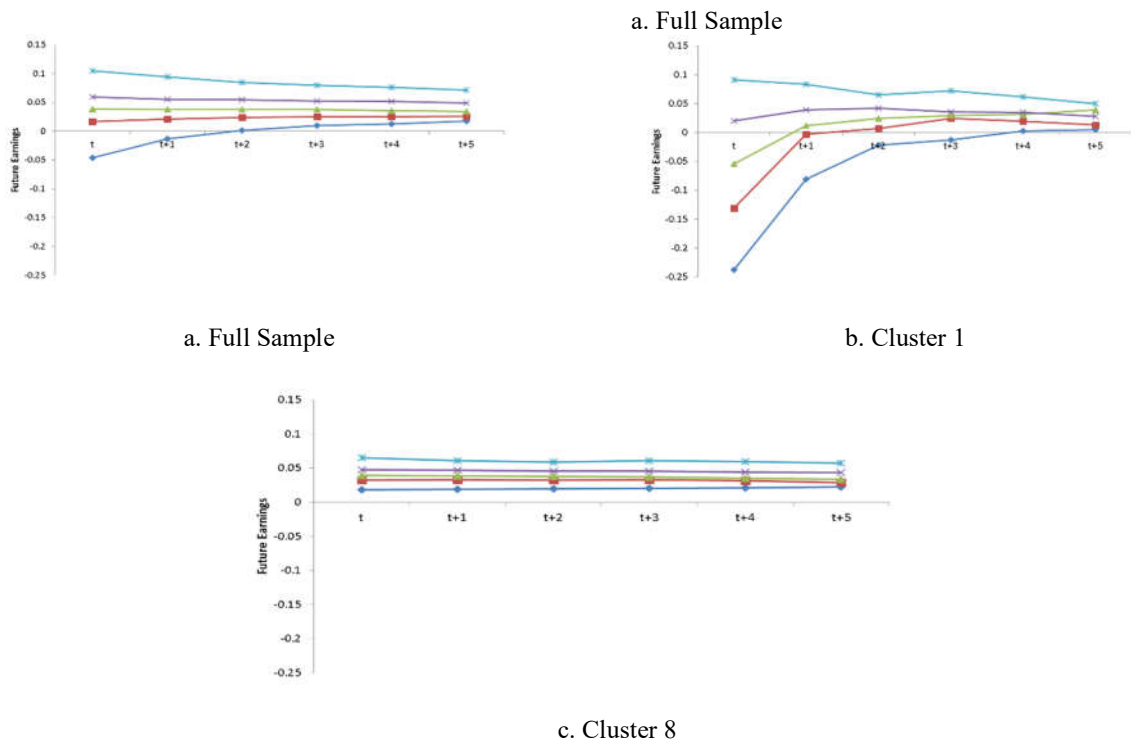 a. Full Sample
0.15
0.1
0.05
0
-0.05
-0.1
-0.15
-0.2
-0.25
Future Earnings
t t+1 t+2 t+3 t+4 t+5
a. Full Sample
0.15
0.1
0.05
0
-0.05
-0.1
-0.15
-0.2
-0.25
Future Earnings
t t+1 t+2 t+3 t+4 t+5
b. Cluster 1
0.15
0.1
0.05
0
-0.05
-0.1
-0.15
-0.2
-0.25
Future Earnings
t t+1 t+2 t+3 t+4 t+5
c. Cluster 8